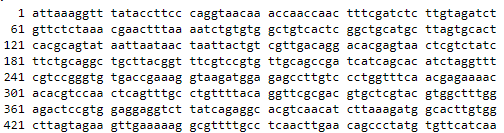 1 attaaaggtt tataccttcc caggtaacaa accaaccaac tttcgatctc ttgtagatct
61 gttctctaaa cgaactttaa aatctgtgtg gctgtcactc ggctgcatgc ttagtgcact
121 cacgcagtat aattaataac taattactgt cgttgacagg acacgagtaa ctcgtctatc
181 ttctgcaggc tgcttacggt ttcgtccgtg ttgcagccga tcatcagcac atctaggttt
241 cgtccgggtg tgaccgaaag gtaagatgga gagccttgtc cctggtttca acgagaaaac
301 acacgtccaa ctcagtttgc ctgttttaca ggttcgcgac gtgctcgtac gtggctttgg
361 agactccgtg gaggaggtct tatcagaggc acgtcaacat cttaaagatg gcacttgtgg
421 cttagtagaa gttgaaaaag gcgttttgcc tcaacttgaa cagccctatg tgttcatcaa